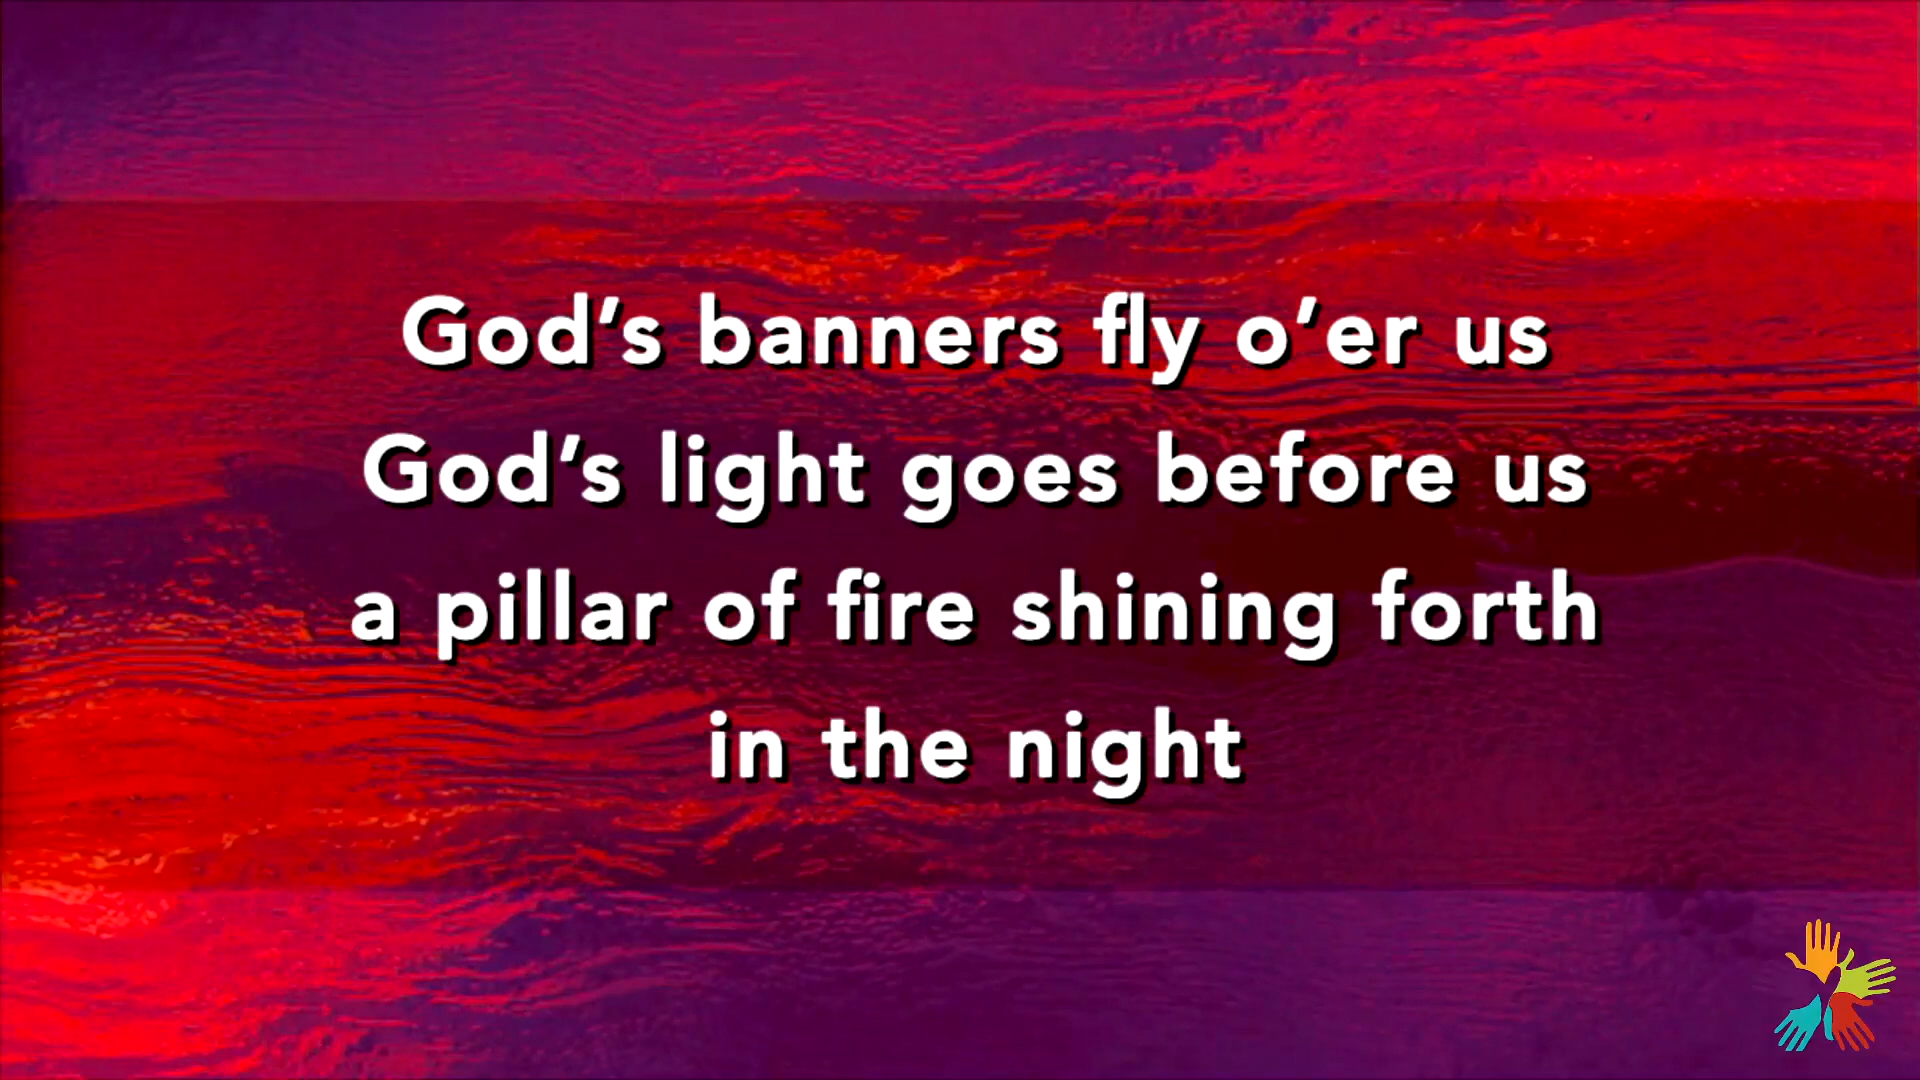 God’s banners fly o’er us
God’s light goes before us
a pillar of fire shining forth
in the night